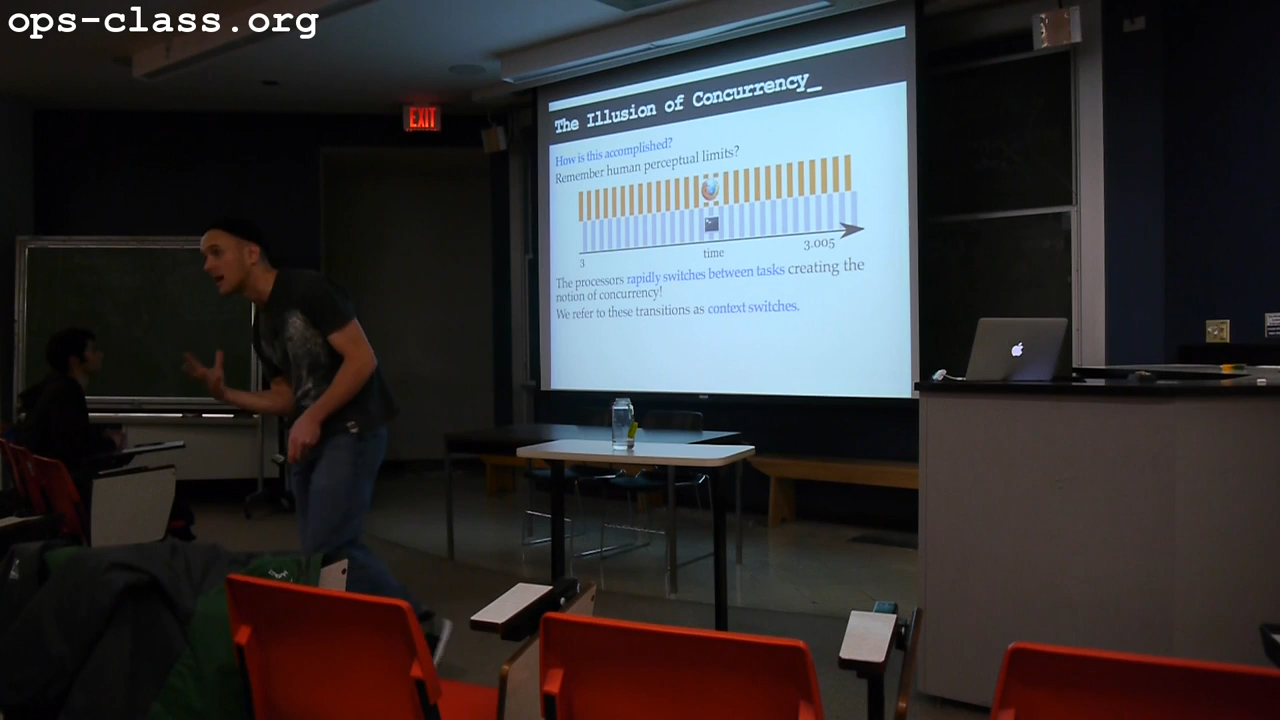 ops-class.org
EXIT
The Illusion of Concurrency_
How is this accomplished?
Remember human perceptual limits?
3
time
3.005
The processors rapidly switches between tasks creating the
notion of concurrency!
We refer to these transitions as context switches.